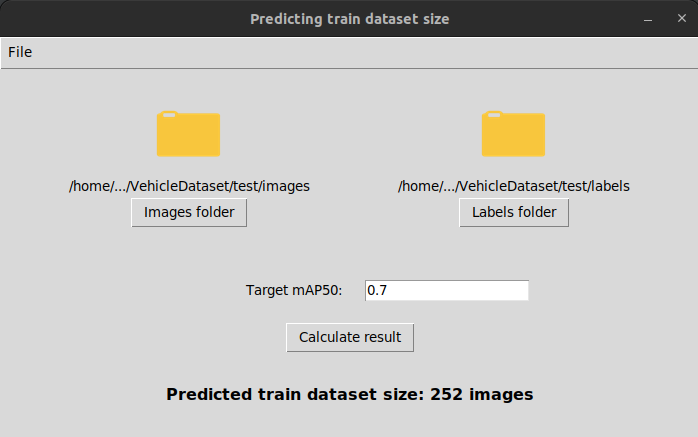 Predicting train dataset size
File
/home/.../VehicleDataset/test/images
/home/.../VehicleDataset/test/labels
Images folder
Labels folder
Target mAP50: 0.7
Calculate result
Predicted train dataset size: 252 images